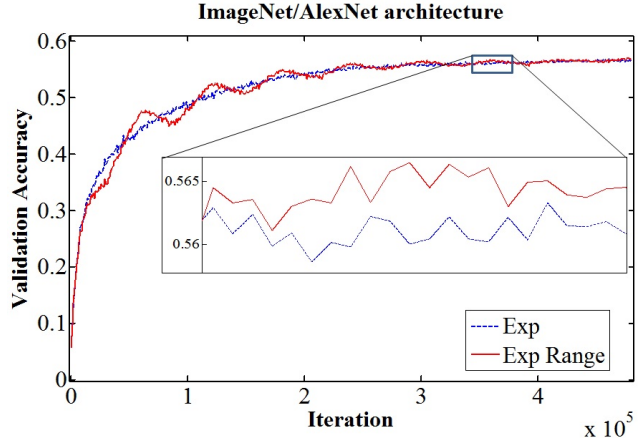 ImageNet/AlexNet architecture
Validation Accuracy
0.6
0.5
0.4
0.3
0.2
0.1
0
0.565
0.56
Exp
Exp Range
0 1 2 3 4
Iteration
x 10^5